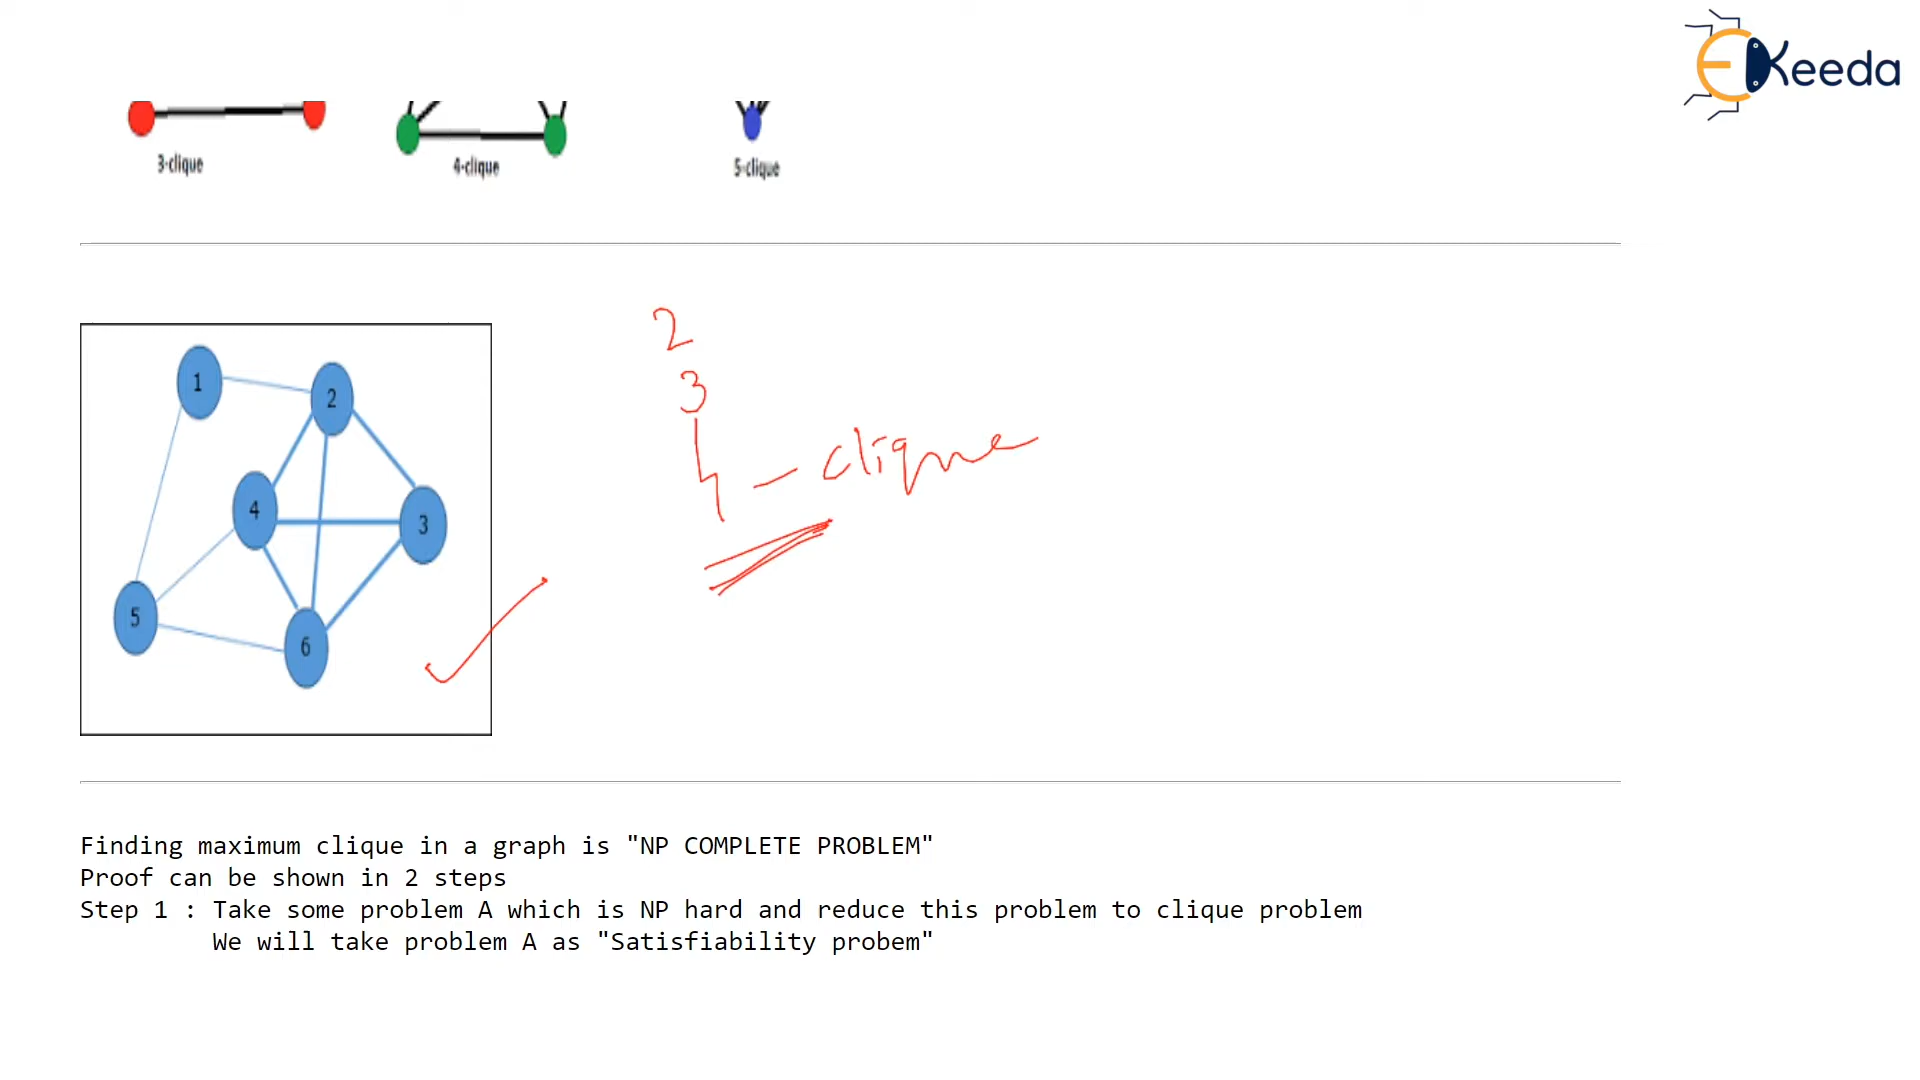 EKeeda
3-clique
4-clique
5-clique
2
3
4 - clique
1
2
4
3
5
6
Finding maximum clique in a graph is "NP COMPLETE PROBLEM"
Proof can be shown in 2 steps
Step 1 : Take some problem A which is NP hard and reduce this problem to clique problem
We will take problem A as "Satisfiability probem"